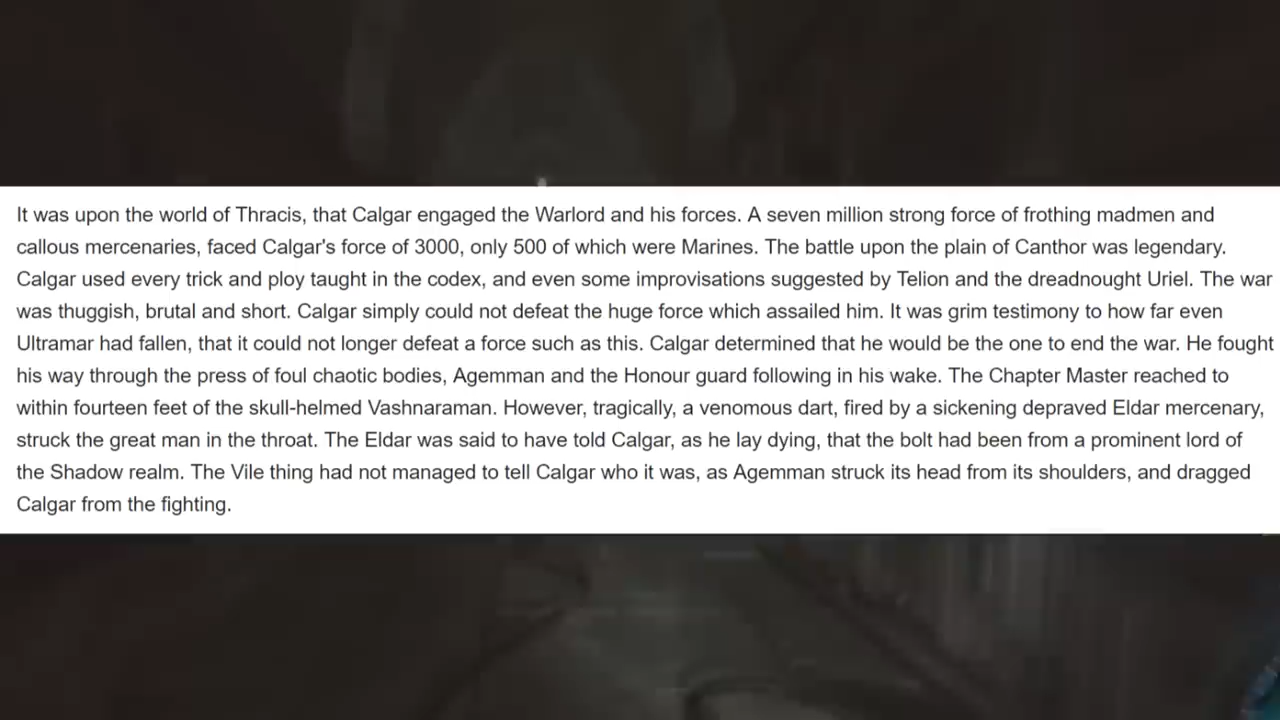 It was upon the world of Thracis, that Calgar engaged the Warlord and his forces. A seven million strong force of frothing madmen and
callous mercenaries, faced Calgar's force of 3000, only 500 of which were Marines. The battle upon the plain of Canthor was legendary.
Calgar used every trick and ploy taught in the codex, and even some improvisations suggested by Telion and the dreadnought Uriel. The war
was thuggish, brutal and short. Calgar simply could not defeat the huge force which assailed him. It was grim testimony to how far even
Ultramar had fallen, that it could not longer defeat a force such as this. Calgar determined that he would be the one to end the war. He fought
his way through the press of foul chaotic bodies, Agemman and the Honour guard following in his wake. The Chapter Master reached to
within fourteen feet of the skull-helmed Vashnaraman. However, tragically, a venomous dart, fired by a sickening depraved Eldar mercenary,
struck the great man in the throat. The Eldar was said to have told Calgar, as he lay dying, that the bolt had been from a prominent lord of
the Shadow realm. The Vile thing had not managed to tell Calgar who it was, as Agemman struck its head from its shoulders, and dragged
Calgar from the fighting.